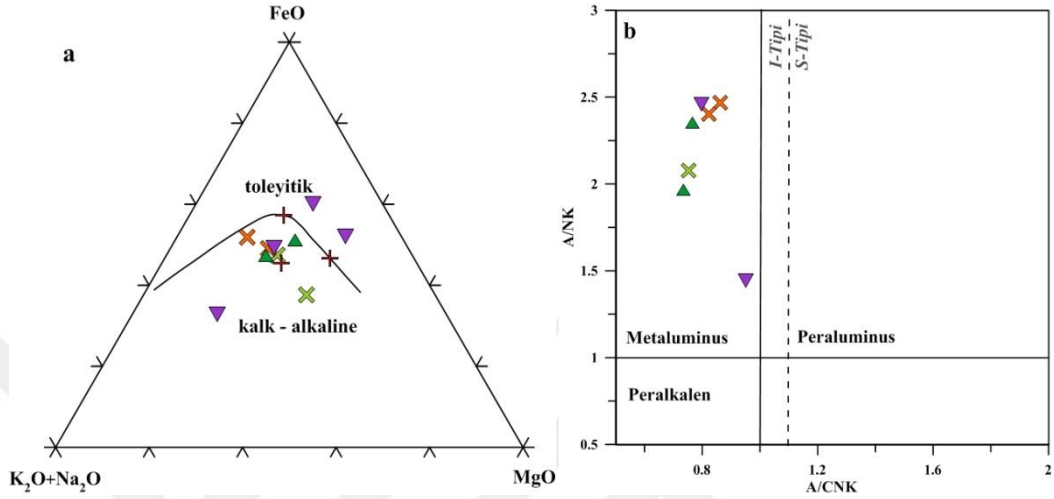 a
FeO
toleyitik
kalk - alkaline
K₂O+Na₂O
MgO
b
I-Tipi
S-Tipi
3
2.5
2
1.5
1
0.5
A/NK
Metaluminus
Peraluminus
Peralkalen
0.8
1.2
1.6
2
A/CNK